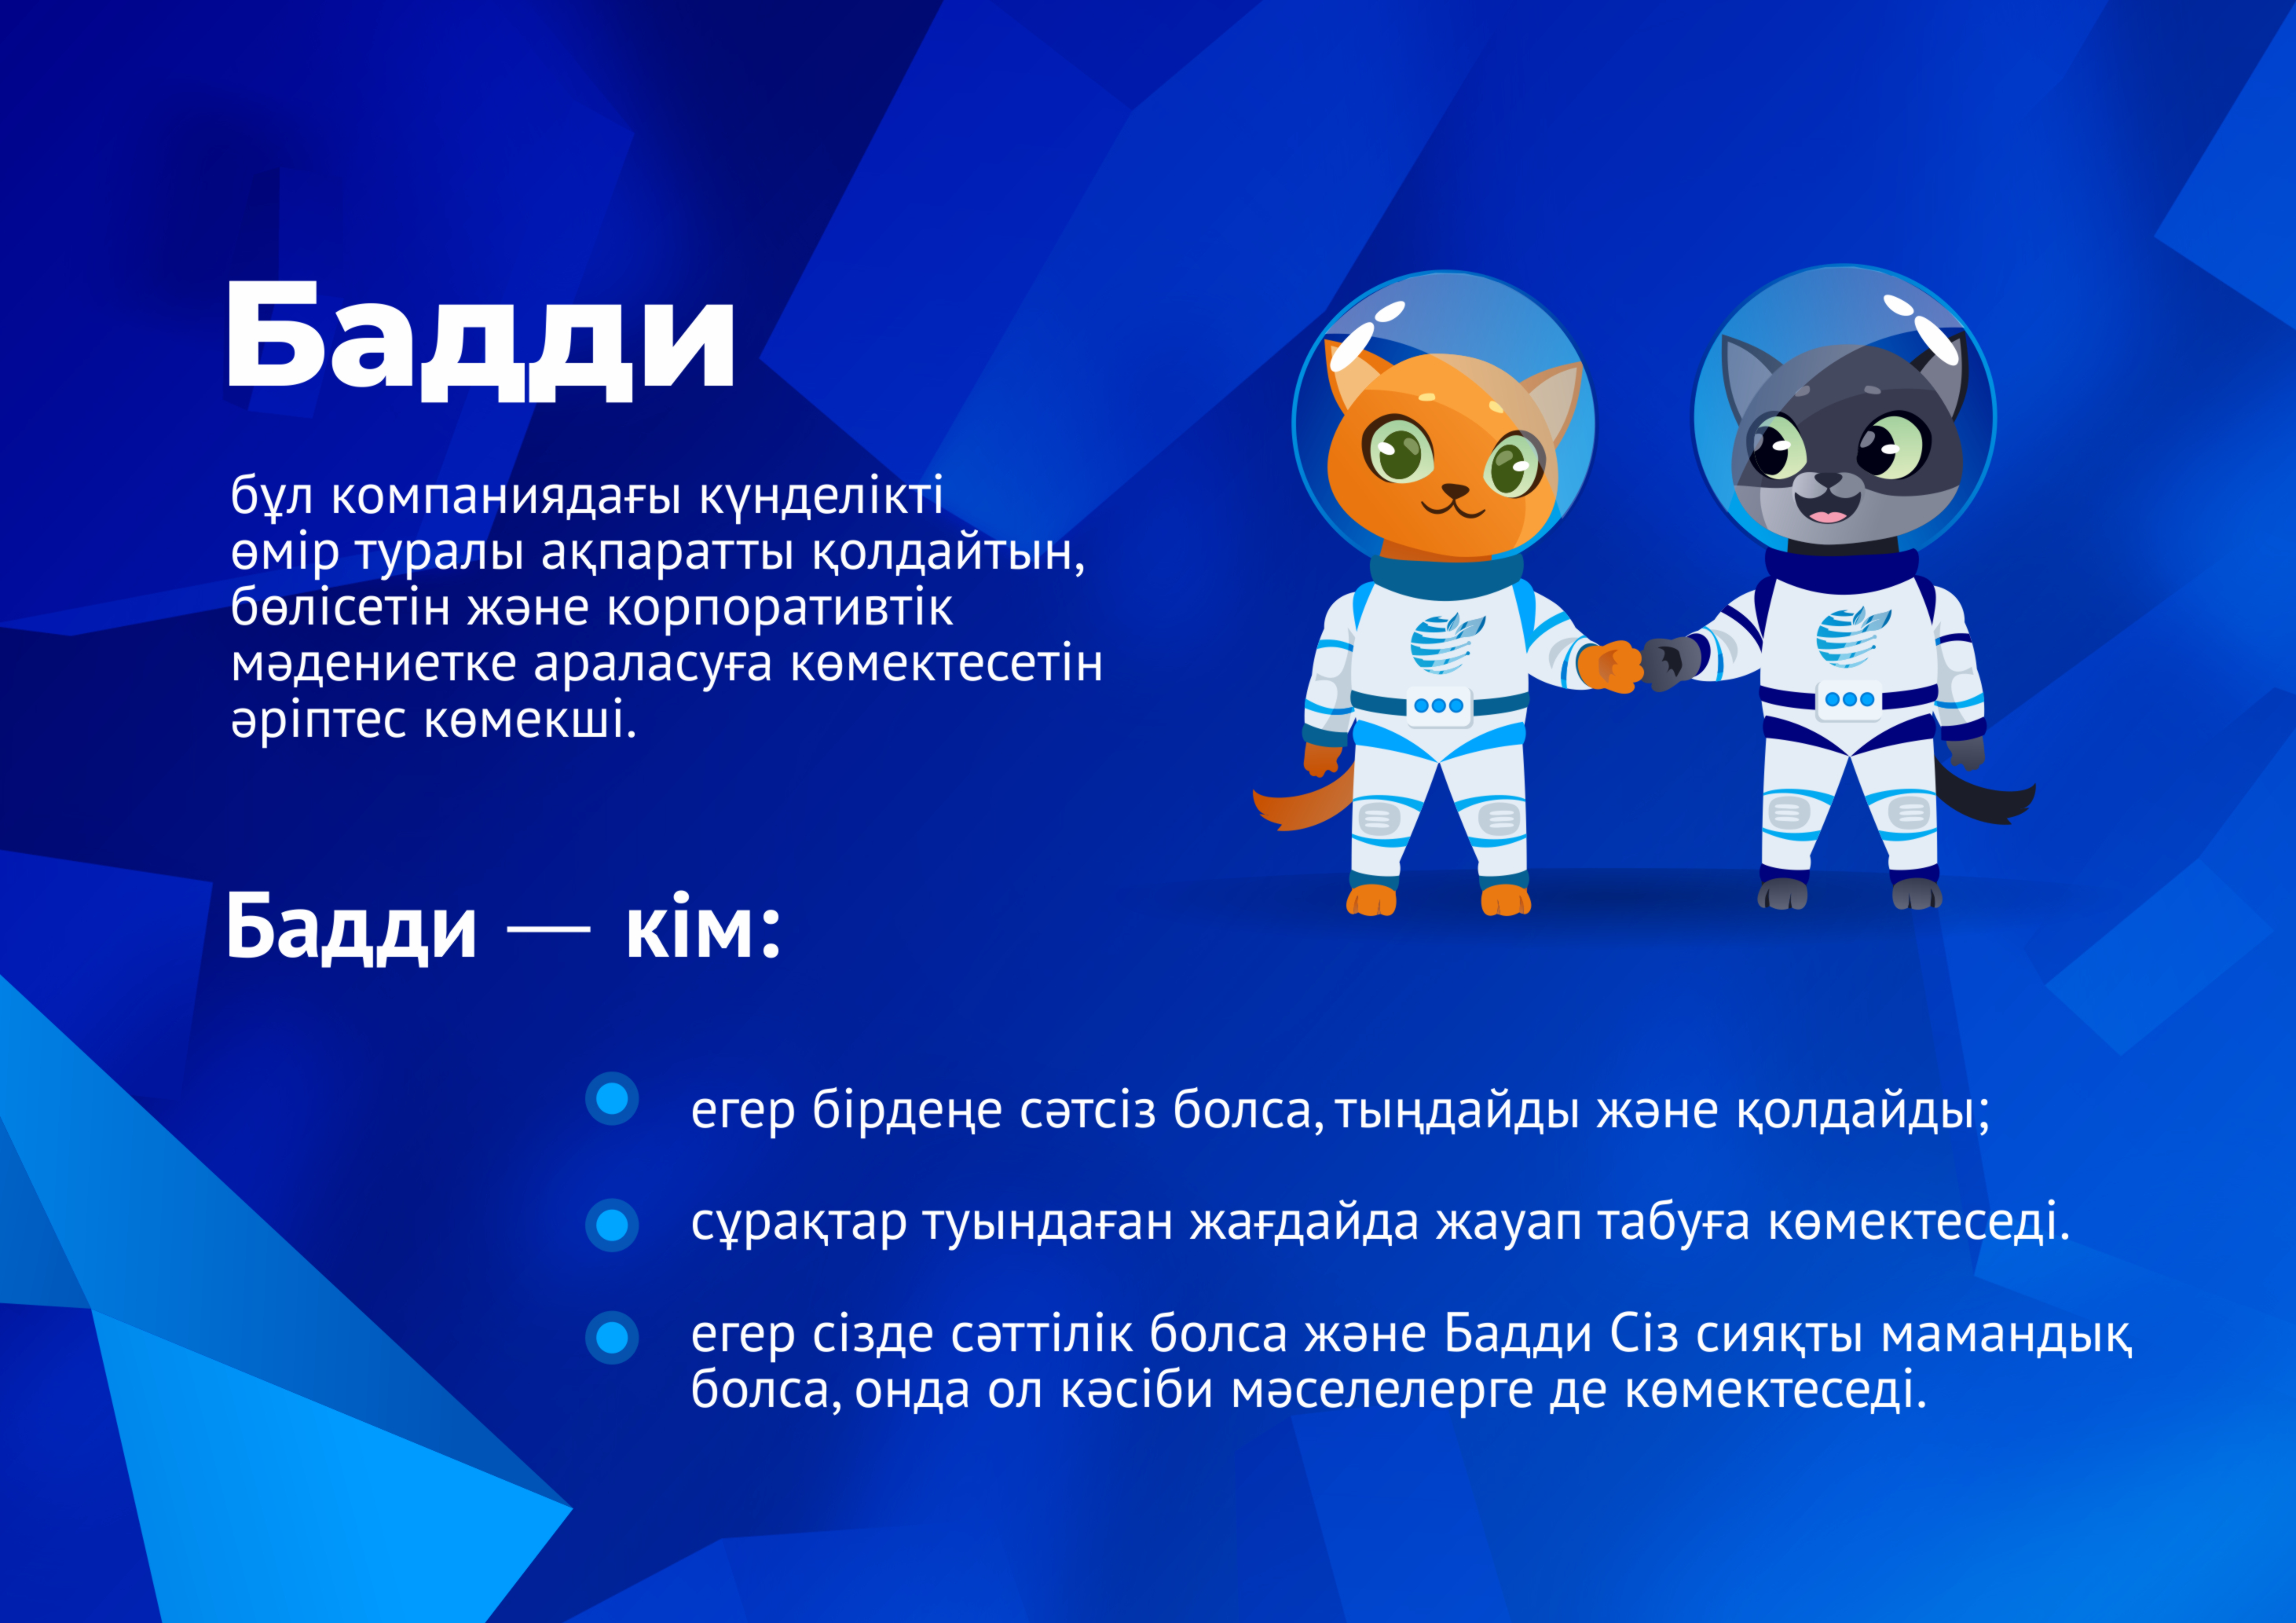 Бадди
бұл компаниядағы күнделікті
өмір туралы ақпаратты қолдайтын,
бөлісетін және корпоративтік
мәдениетке араласуға көмектесетін
әріптес көмекші.
Бадди — кім:
егер бірдеңе сәтсіз болса, тыңдайды және қолдайды;
сұрақтар туындаған жағдайда жауап табуға көмектеседі.
егер сізде сәттілік болса және Бадди Сіз сияқты мамандық
болса, онда ол кәсіби мәселелерге де көмектеседі.